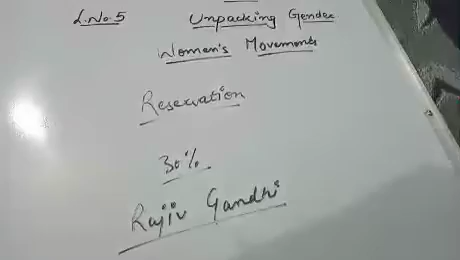 L.No.5 Unpacking Gender
Women's Movements
Reservation
30%
Rajiv Gandhi